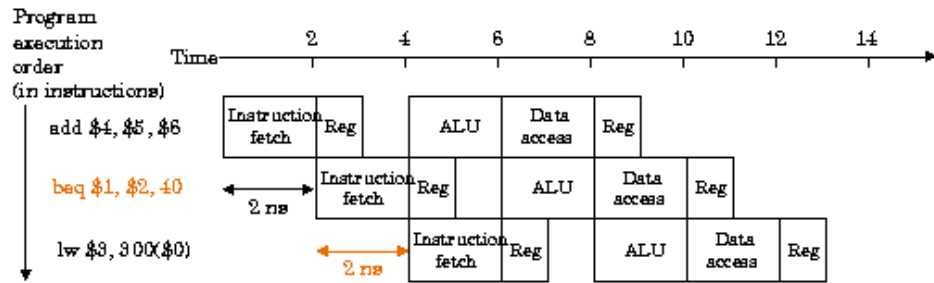 Program
execution
order
(in instructions)
Time
2 4 6 8 10 12 14
add $4, $5, $6
Instruction
fetch
Reg
ALU
Data
access
Reg
beq $1, $2, 40
2 ns
Instruction
fetch
Reg
ALU
Data
access
Reg
lw $3, 300($0)
2 ns
Instruction
fetch
Reg
ALU
Data
access
Reg